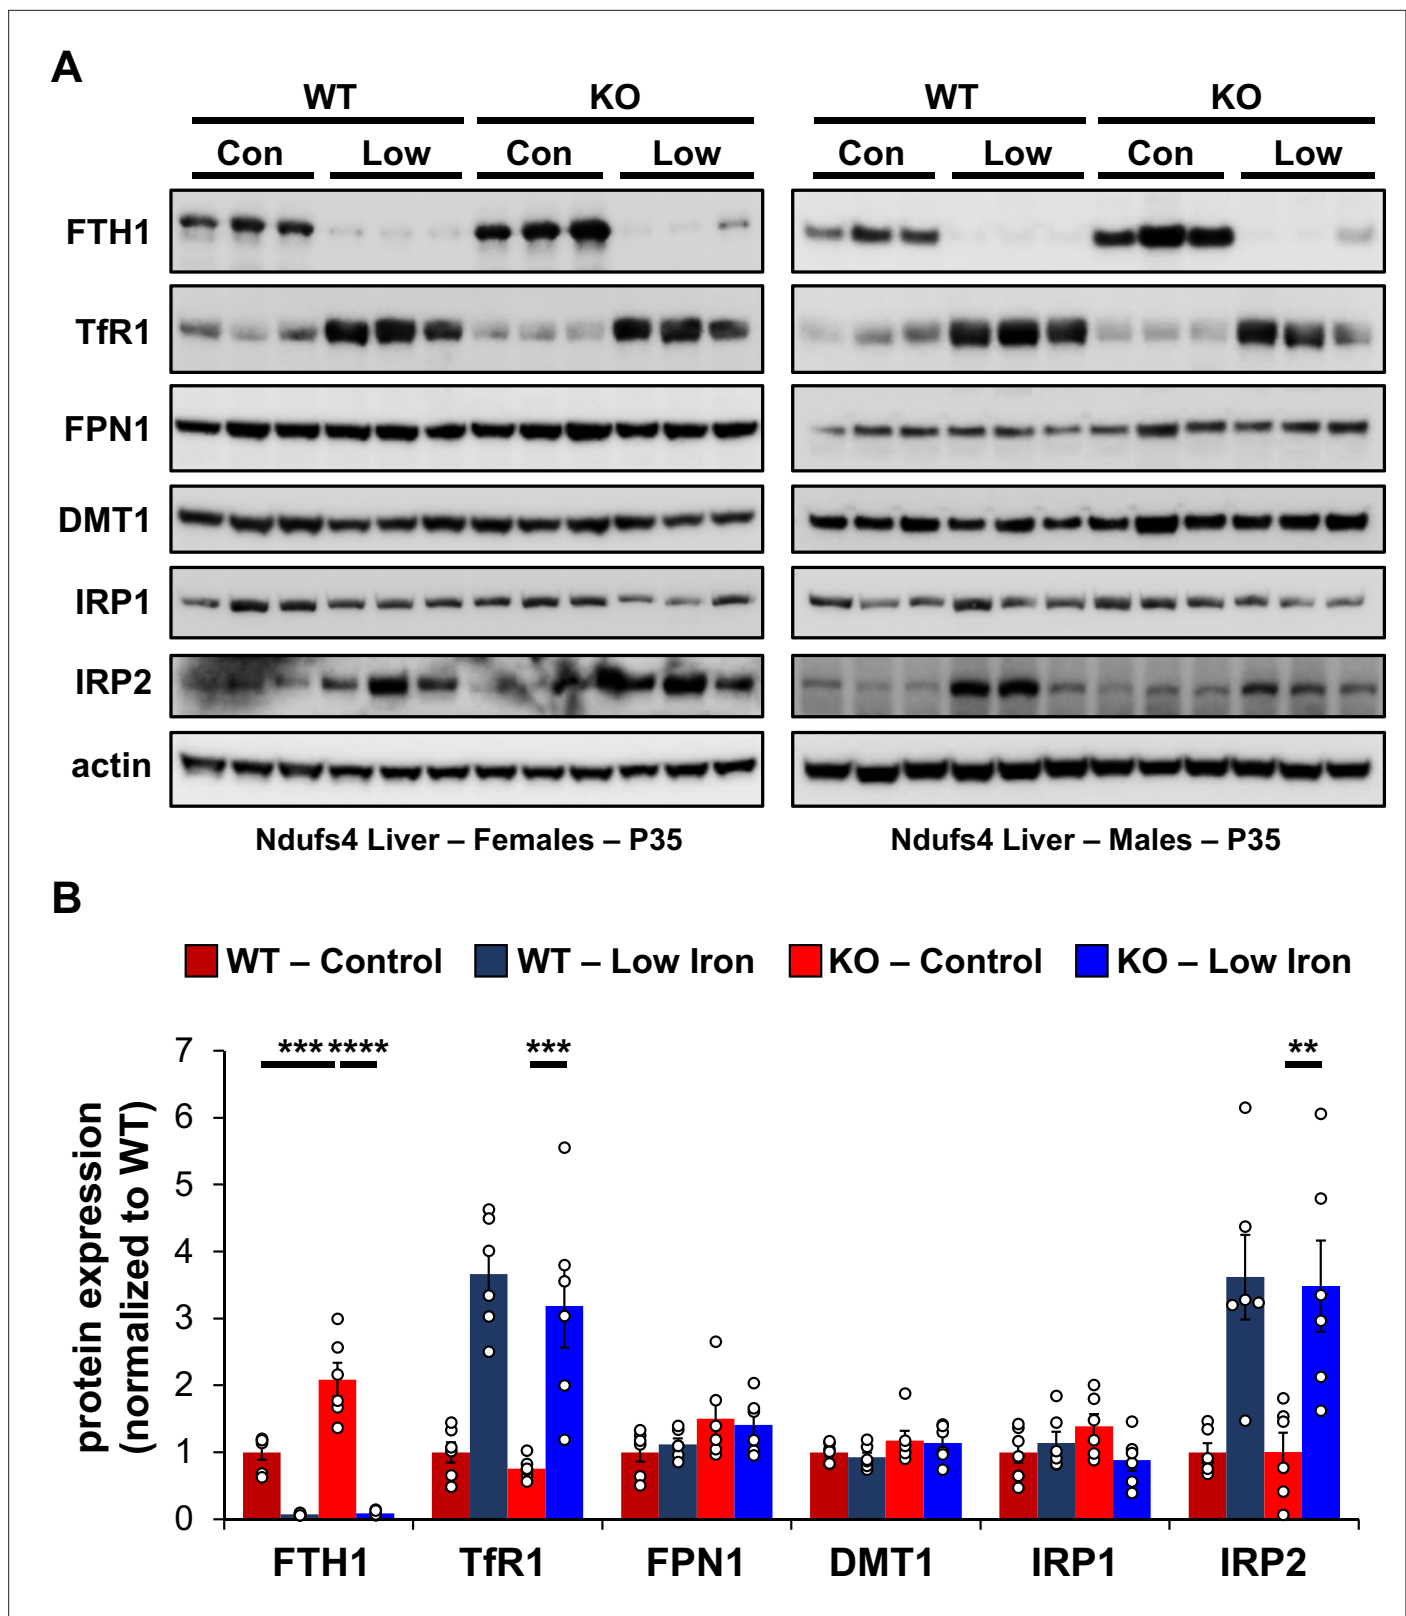 A
WT KO WT KO
Con Low Con Low Con Low Con Low
FTH1
TfR1
FPN1
DMT1
IRP1
IRP2
actin
Ndufs4 Liver – Females – P35 Ndufs4 Liver – Males – P35
B
WT – Control WT – Low Iron KO – Control KO – Low Iron
protein expression
(normalized to WT)
7
6
5
4
3
2
1
0
*** **** *** **
FTH1 TfR1 FPN1 DMT1 IRP1 IRP2